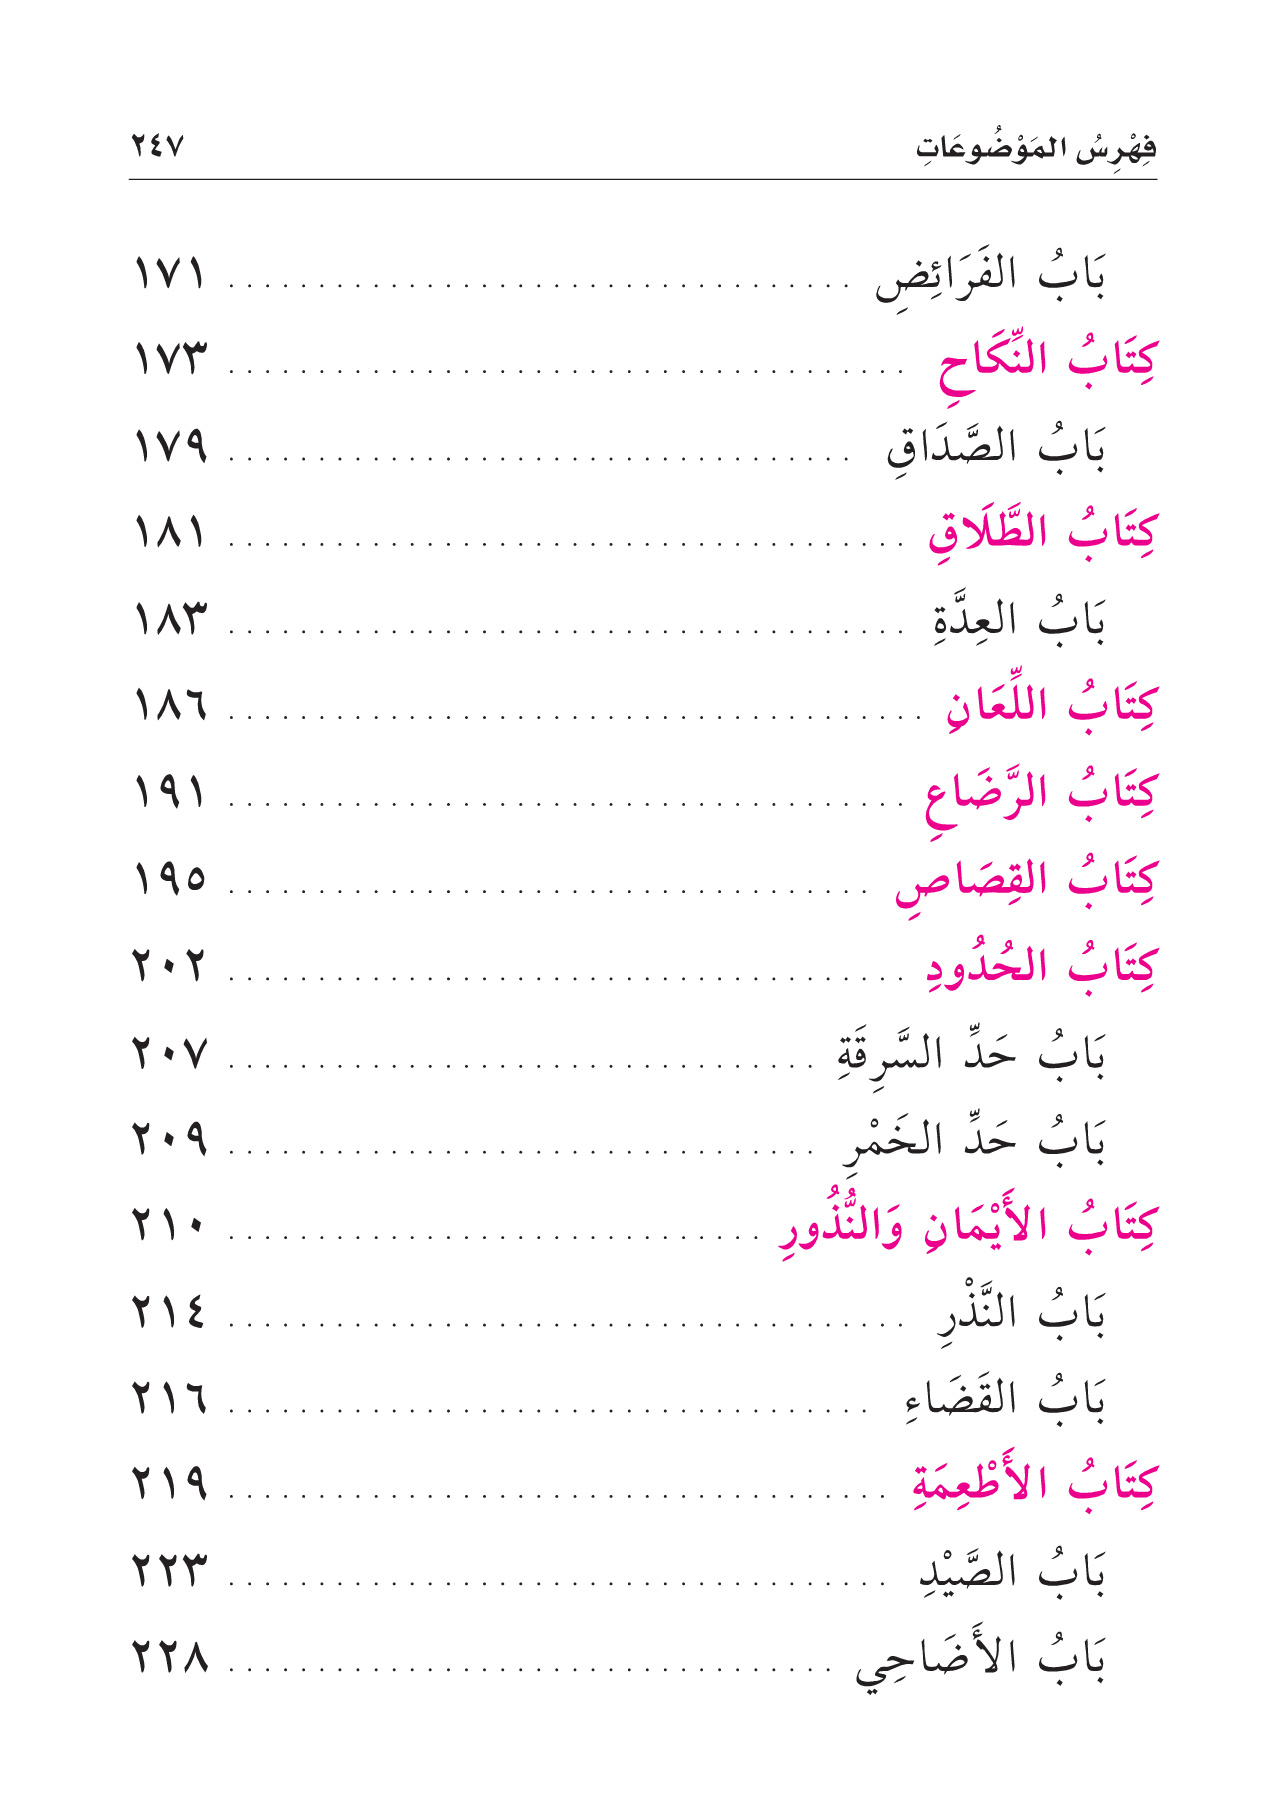 فِهْرِسُ المَوْضُوعَاتِ ٢٤٧
بَابُ الفَرَائِضِ . . . . . . . . . . . . . . . . . . . . . . . . . . . . . . . . . . . ١٧١
كِتَابُ النِّكَاحِ . . . . . . . . . . . . . . . . . . . . . . . . . . . . . . . . . . . . . . ١٧٣
بَابُ الصَّدَاقِ . . . . . . . . . . . . . . . . . . . . . . . . . . . . . . . . . . . ١٧٩
كِتَابُ الطَّلَاقِ . . . . . . . . . . . . . . . . . . . . . . . . . . . . . . . . . . . . . . ١٨١
بَابُ العِدَّةِ . . . . . . . . . . . . . . . . . . . . . . . . . . . . . . . . . . . . . . ١٨٣
كِتَابُ اللِّعَانِ . . . . . . . . . . . . . . . . . . . . . . . . . . . . . . . . . . . . . . . ١٨٦
كِتَابُ الرَّضَاعِ . . . . . . . . . . . . . . . . . . . . . . . . . . . . . . . . . . . . . . ١٩١
كِتَابُ القِصَاصِ . . . . . . . . . . . . . . . . . . . . . . . . . . . . . . . . . . . . ١٩٥
كِتَابُ الحُدُودِ . . . . . . . . . . . . . . . . . . . . . . . . . . . . . . . . . . . . . . ٢٠٢
بَابُ حَدِّ السَّرِقَةِ . . . . . . . . . . . . . . . . . . . . . . . . . . . . . . . . . ٢٠٧
بَابُ حَدِّ الخَمْرِ . . . . . . . . . . . . . . . . . . . . . . . . . . . . . . . . . ٢٠٩
كِتَابُ الأَيْمَانِ وَالنُّذُورِ . . . . . . . . . . . . . . . . . . . . . . . . . . . . . . ٢١٠
بَابُ النَّذْرِ . . . . . . . . . . . . . . . . . . . . . . . . . . . . . . . . . . . . . . ٢١٤
بَابُ القَضَاءِ . . . . . . . . . . . . . . . . . . . . . . . . . . . . . . . . . . . . ٢١٦
كِتَابُ الأَطْعِمَةِ . . . . . . . . . . . . . . . . . . . . . . . . . . . . . . . . . . . . . ٢١٩
بَابُ الصَّيْدِ . . . . . . . . . . . . . . . . . . . . . . . . . . . . . . . . . . . . . ٢٢٣
بَابُ الأَضَاحِي . . . . . . . . . . . . . . . . . . . . . . . . . . . . . . . . . . ٢٢٨